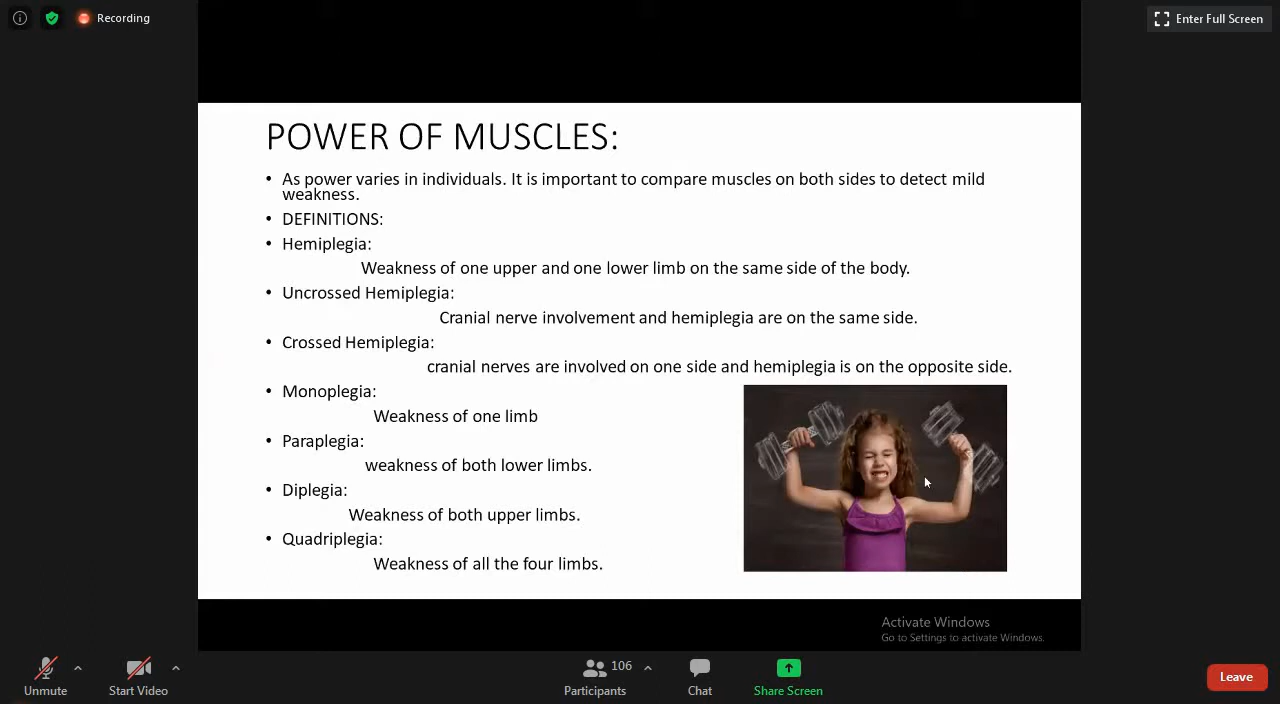 Recording
Enter Full Screen
POWER OF MUSCLES:
• As power varies in individuals. It is important to compare muscles on both sides to detect mild
weakness.
• DEFINITIONS:
• Hemiplegia:
Weakness of one upper and one lower limb on the same side of the body.
• Uncrossed Hemiplegia:
Cranial nerve involvement and hemiplegia are on the same side.
• Crossed Hemiplegia:
cranial nerves are involved on one side and hemiplegia is on the opposite side.
• Monoplegia:
Weakness of one limb
• Paraplegia:
weakness of both lower limbs.
• Diplegia:
Weakness of both upper limbs.
• Quadriplegia:
Weakness of all the four limbs.
Activate Windows
Go to Settings to activate Windows.
Unmute
Start Video
106
Participants
Chat
Share Screen
Leave